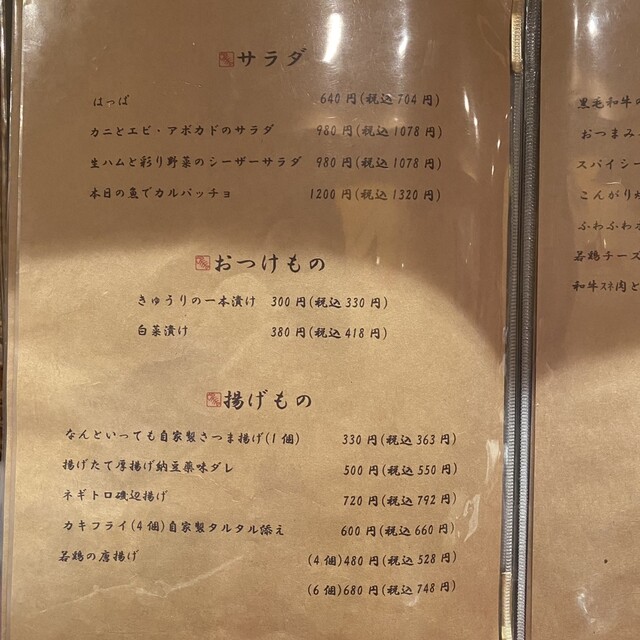 サラダ
はっぱ 640円(税込704円)
カニとエビ・アボカドのサラダ 980円(税込1078円)
生ハムと彩り野菜のシーザーサラダ 980円(税込1078円)
本日の魚でカルパッチョ 1200円(税込1320円)
おつけもの
きゅうりの一本漬け 300円(税込330円)
白菜漬け 380円(税込418円)
揚げもの
なんといっても自家製さつま揚げ(1個) 330円(税込363円)
揚げたて厚揚げ納豆薬味ダレ 500円(税込550円)
ネギトロ磯辺揚げ 720円(税込792円)
カキフライ(4個)自家製タルタル添え 600円(税込660円)
若鶏の唐揚げ (4個)480円(税込528円)
(6個)680円(税込748円)
黒毛和牛の
おつまみ
スパイシー
こんがり
ふわふわ
若鶏チーズ
和牛スネ肉と